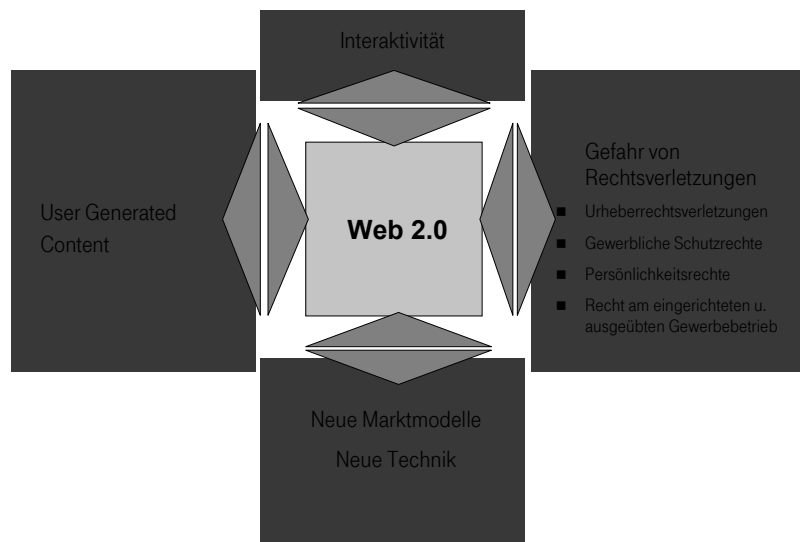 Interaktivität
User Generated
Content
Web 2.0
Gefahr von
Rechtsverletzungen
■ Urheberrechtsverletzungen
■ Gewerbliche Schutzrechte
■ Persönlichkeitsrechte
■ Recht am eingerichteten u.
ausgeübten Gewerbebetrieb
Neue Marktmodelle
Neue Technik